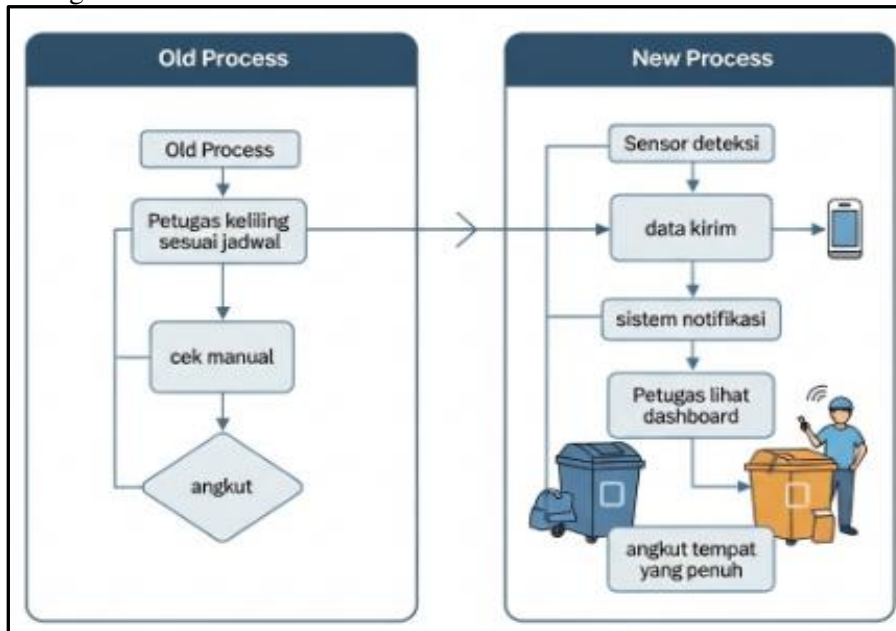 Old Process
Old Process
Petugas keliling
sesuai jadwal
cek manual
angkut
New Process
Sensor deteksi
data kirim
sistem notifikasi
Petugas lihat
dashboard
angkut tempat
yang penuh